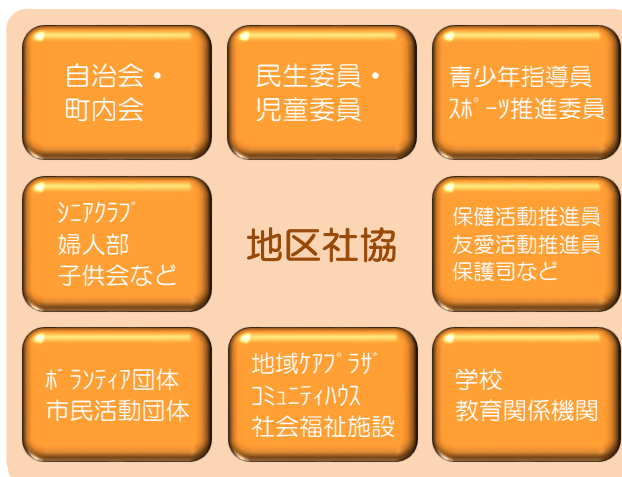 自治会・
町内会
民生委員・
児童委員
青少年指導員
ｽﾎﾟｰﾂ推進委員
ｼﾆｱｸﾗﾌﾞ
婦人部
子供会など
地区社協
保健活動推進員
友愛活動推進員
保護司など
ﾎﾞﾗﾝﾃｨｱ団体
市民活動団体
地域ｹｱﾌﾟﾗｻﾞ
ｺﾐｭﾆﾃｨﾊｳｽ
社会福祉施設
学校
教育関係機関